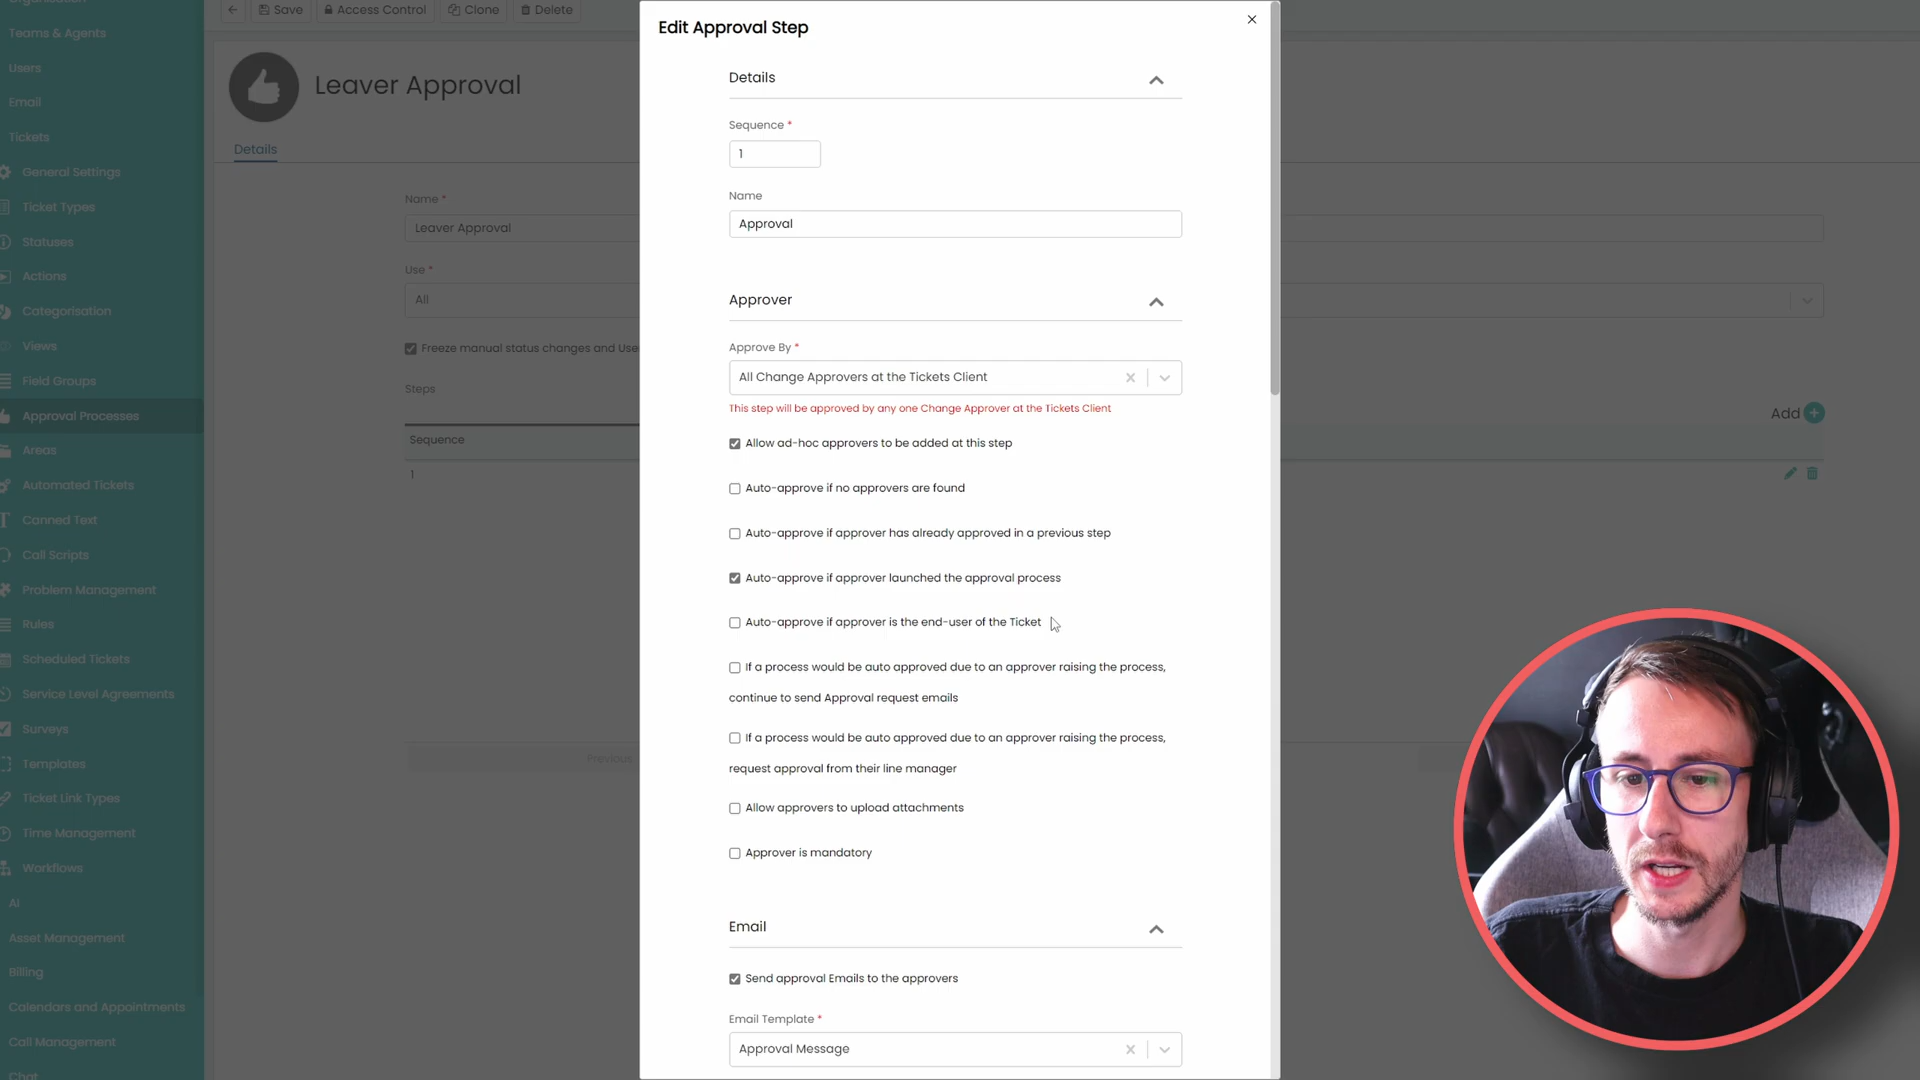 Teams & Agents
Users
Email
Tickets
General Settings
Ticket Types
Statuses
Actions
Categorisation
Views
Field Groups
Approval Processes
Areas
Automated Tickets
Canned Text
Call Scripts
Problem Management
Rules
Scheduled Tickets
Service Level Agreements
Surveys
Templates
Ticket Link Types
Time Management
Workflows
AI
Asset Management
Billing
Calendars and Appointments
Call Management
Chat
Save
Access Control
Clone
Delete
Leaver Approval
Details
Name *
Leaver Approval
Use *
All
Freeze manual status changes and Use
Steps
Add
Sequence
1
Previous
Edit Approval Step
Details
Sequence *
1
Name
Approval
Approver
Approve By *
All Change Approvers at the Tickets Client
This step will be approved by any one Change Approver at the Tickets Client
Allow ad-hoc approvers to be added at this step
Auto-approve if no approvers are found
Auto-approve if approver has already approved in a previous step
Auto-approve if approver launched the approval process
Auto-approve if approver is the end-user of the Ticket
If a process would be auto approved due to an approver raising the process,
continue to send Approval request emails
If a process would be auto approved due to an approver raising the process,
request approval from their line manager
Allow approvers to upload attachments
Approver is mandatory
Email
Send approval Emails to the approvers
Email Template *
Approval Message